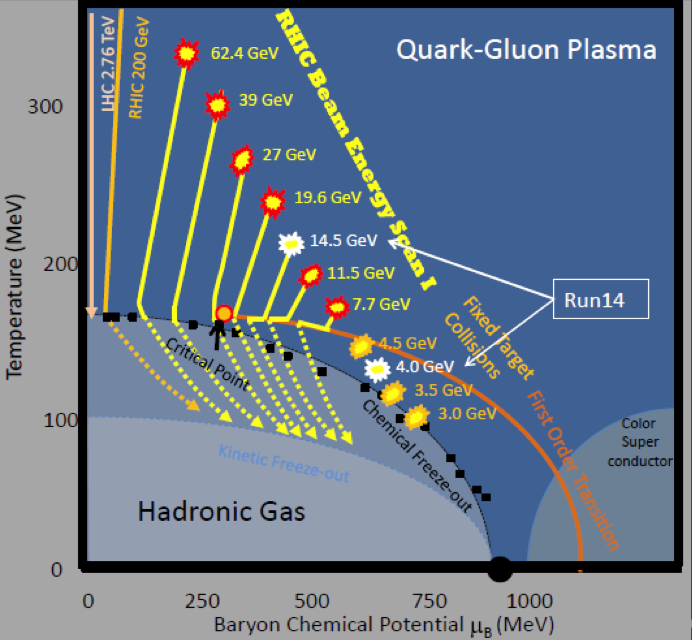 Quark-Gluon Plasma
LHC 2.76 TeV
RHIC 200 GeV
RHIC Beam Energy Scan I
62.4 GeV
39 GeV
27 GeV
19.6 GeV
14.5 GeV
11.5 GeV
7.7 GeV
Run14
Fixed Target
Collisions
4.5 GeV
4.0 GeV
3.5 GeV
3.0 GeV
Critical Point
Chemical Freeze-out
First Order Transition
Color
Super
conductor
Kinetic Freeze-out
Hadronic Gas
Temperature (MeV)
300
200
100
0
0
250
500
750
1000
Baryon Chemical Potential μB (MeV)